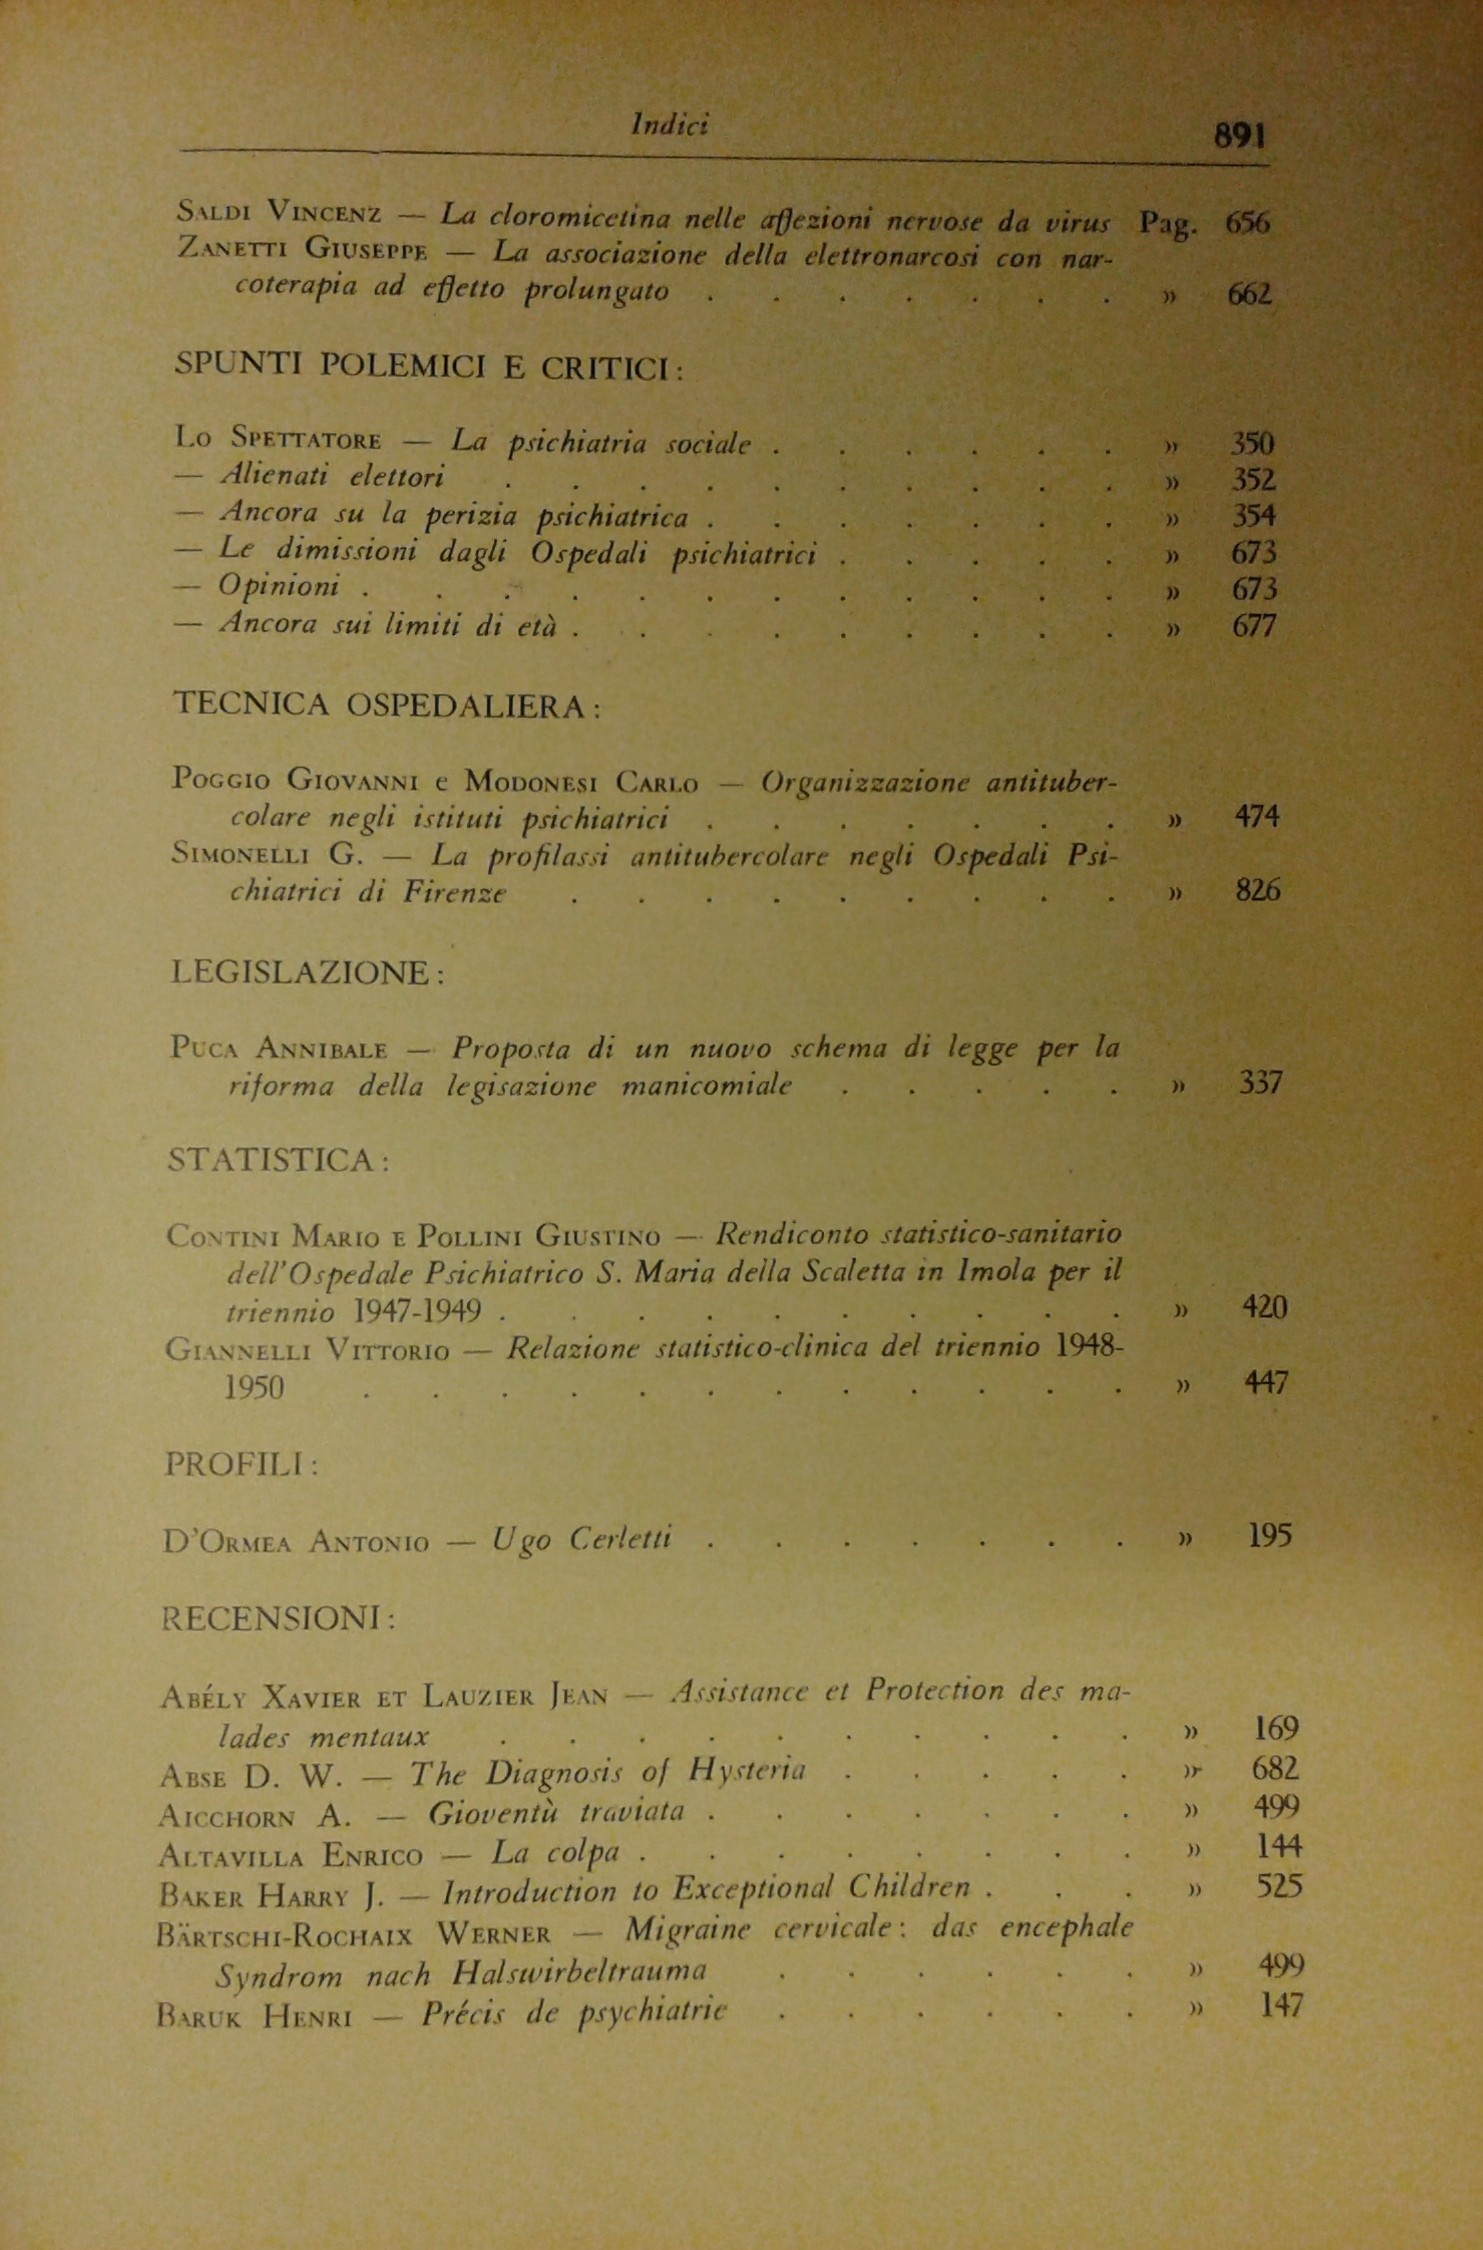 Indici
891
Saldi Vincenz — La cloromicetina nelle affezioni nervose da virus Pag. 656
Zanetti Giuseppe — La associazione della elettronarcosi con nar-
coterapia ad effetto prolungato . . . . . . . » 662
SPUNTI POLEMICI E CRITICI:
Lo Spettatore — La psichiatria sociale . . . . . . » 350
— Alienati elettori . . . . . . . . . . » 352
— Ancora su la perizia psichiatrica . . . . . . . » 354
— Le dimissioni dagli Ospedali psichiatrici . . . . . » 673
— Opinioni . . . . . . . . . . . . » 673
— Ancora sui limiti di età . . . . . . . . . » 677
TECNICA OSPEDALIERA:
Poggio Giovanni e Modonesi Carlo — Organizzazione antituber-
colare negli istituti psichiatrici . . . . . . . » 474
Simonelli G. — La profilassi antitubercolare negli Ospedali Psi-
chiatrici di Firenze . . . . . . . . . » 826
LEGISLAZIONE:
Puca Annibale — Proposta di un nuovo schema di legge per la
riforma della legisazione manicomiale . . . . . » 337
STATISTICA:
Contini Mario e Pollini Giustino — Rendiconto statistico-sanitario
dell'Ospedale Psichiatrico S. Maria della Scaletta in Imola per il
triennio 1947-1949 . . . . . . . . . . » 420
Giannelli Vittorio — Relazione statistico-clinica del triennio 1948-
1950 . . . . . . . . . . . . » 447
PROFILI:
D'Ormea Antonio — Ugo Cerletti . . . . . . . » 195
RECENSIONI:
Abély Xavier et Lauzier Jean — Assistance et Protection des ma-
lades mentaux . . . . . . . . . . » 169
Abse D. W. — The Diagnosis of Hysteria . . . . . » 682
Aicchorn A. — Gioventù traviata . . . . . . . » 499
Altavilla Enrico — La colpa . . . . . . . . » 144
Baker Harry J. — Introduction to Exceptional Children . . . » 525
Bärtschi-Rochaix Werner — Migraine cervicale: das encephale
Syndrom nach Halswirbeltrauma . . . . . . » 499
Baruk Henri — Précis de psychiatrie . . . . . . » 147